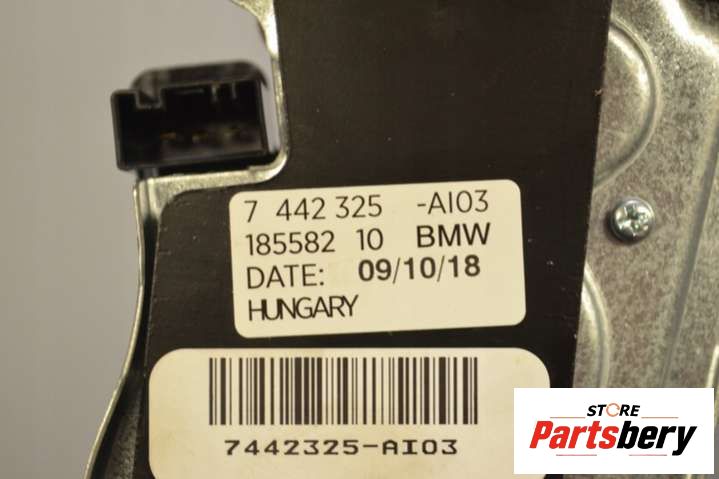 7 442 325 -AI03
185582 10 BMW
DATE: 09/10/18
HUNGARY
7442325-AI03
STORE
Partsbery